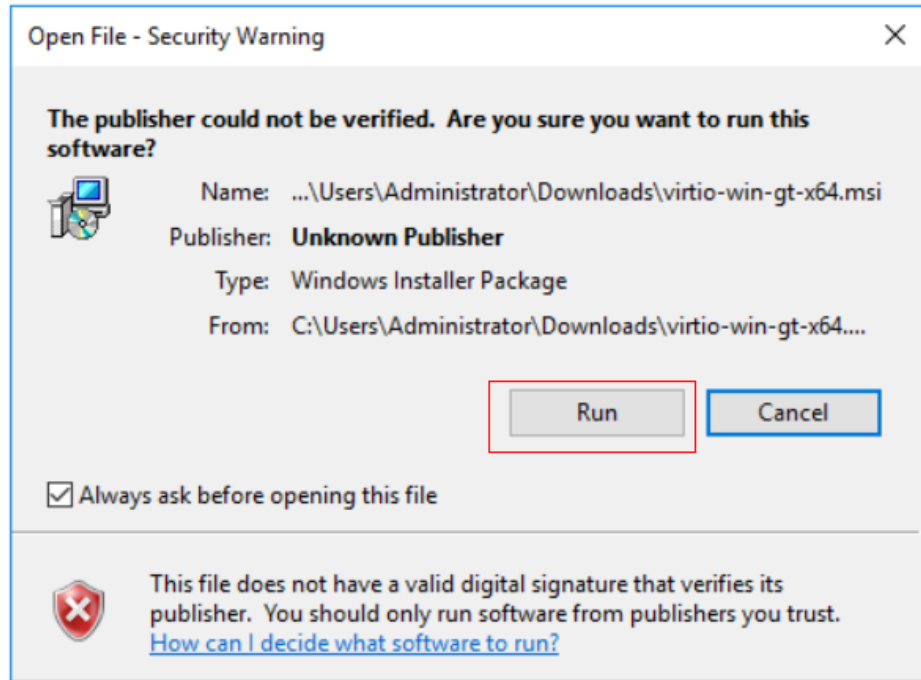 Open File - Security Warning
The publisher could not be verified.  Are you sure you want to run this
software?
Name: ...\Users\Administrator\Downloads\virtio-win-gt-x64.msi
Publisher: Unknown Publisher
Type: Windows Installer Package
From: C:\Users\Administrator\Downloads\virtio-win-gt-x64....
Run Cancel
Always ask before opening this file
This file does not have a valid digital signature that verifies its
publisher.  You should only run software from publishers you trust.
How can I decide what software to run?